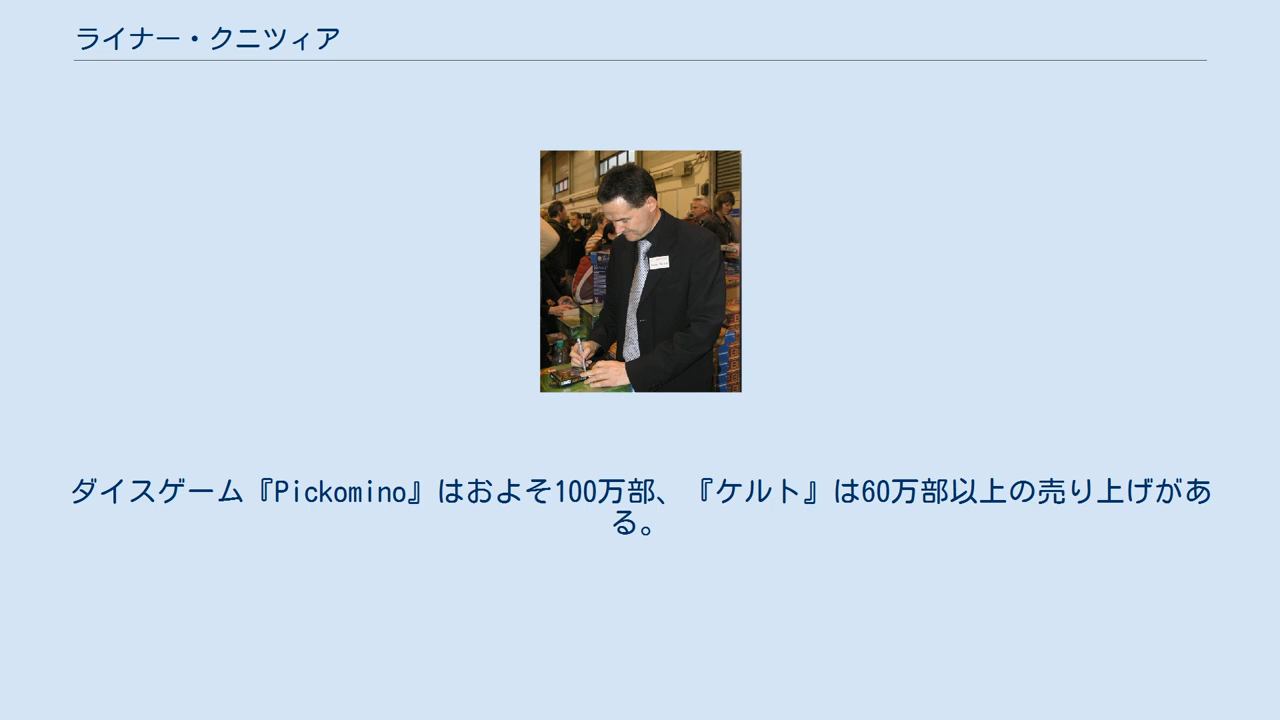 ライナー・クニツィア
ダイスゲーム『Pickomino』はおよそ100万部、『ケルト』は60万部以上の売り上げがあ
る。